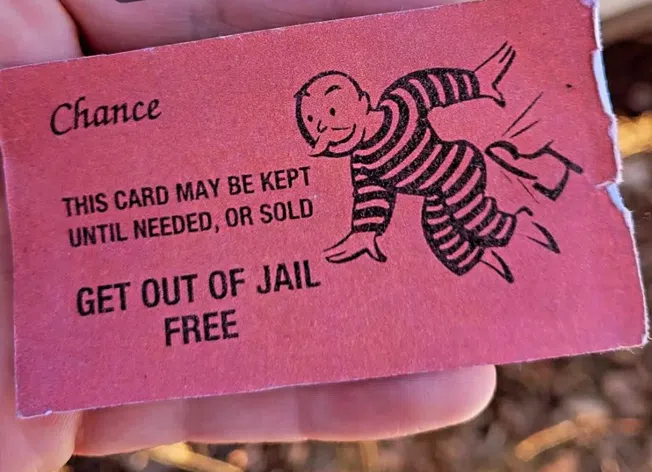 Chance
THIS CARD MAY BE KEPT
UNTIL NEEDED, OR SOLD
GET OUT OF JAIL
FREE